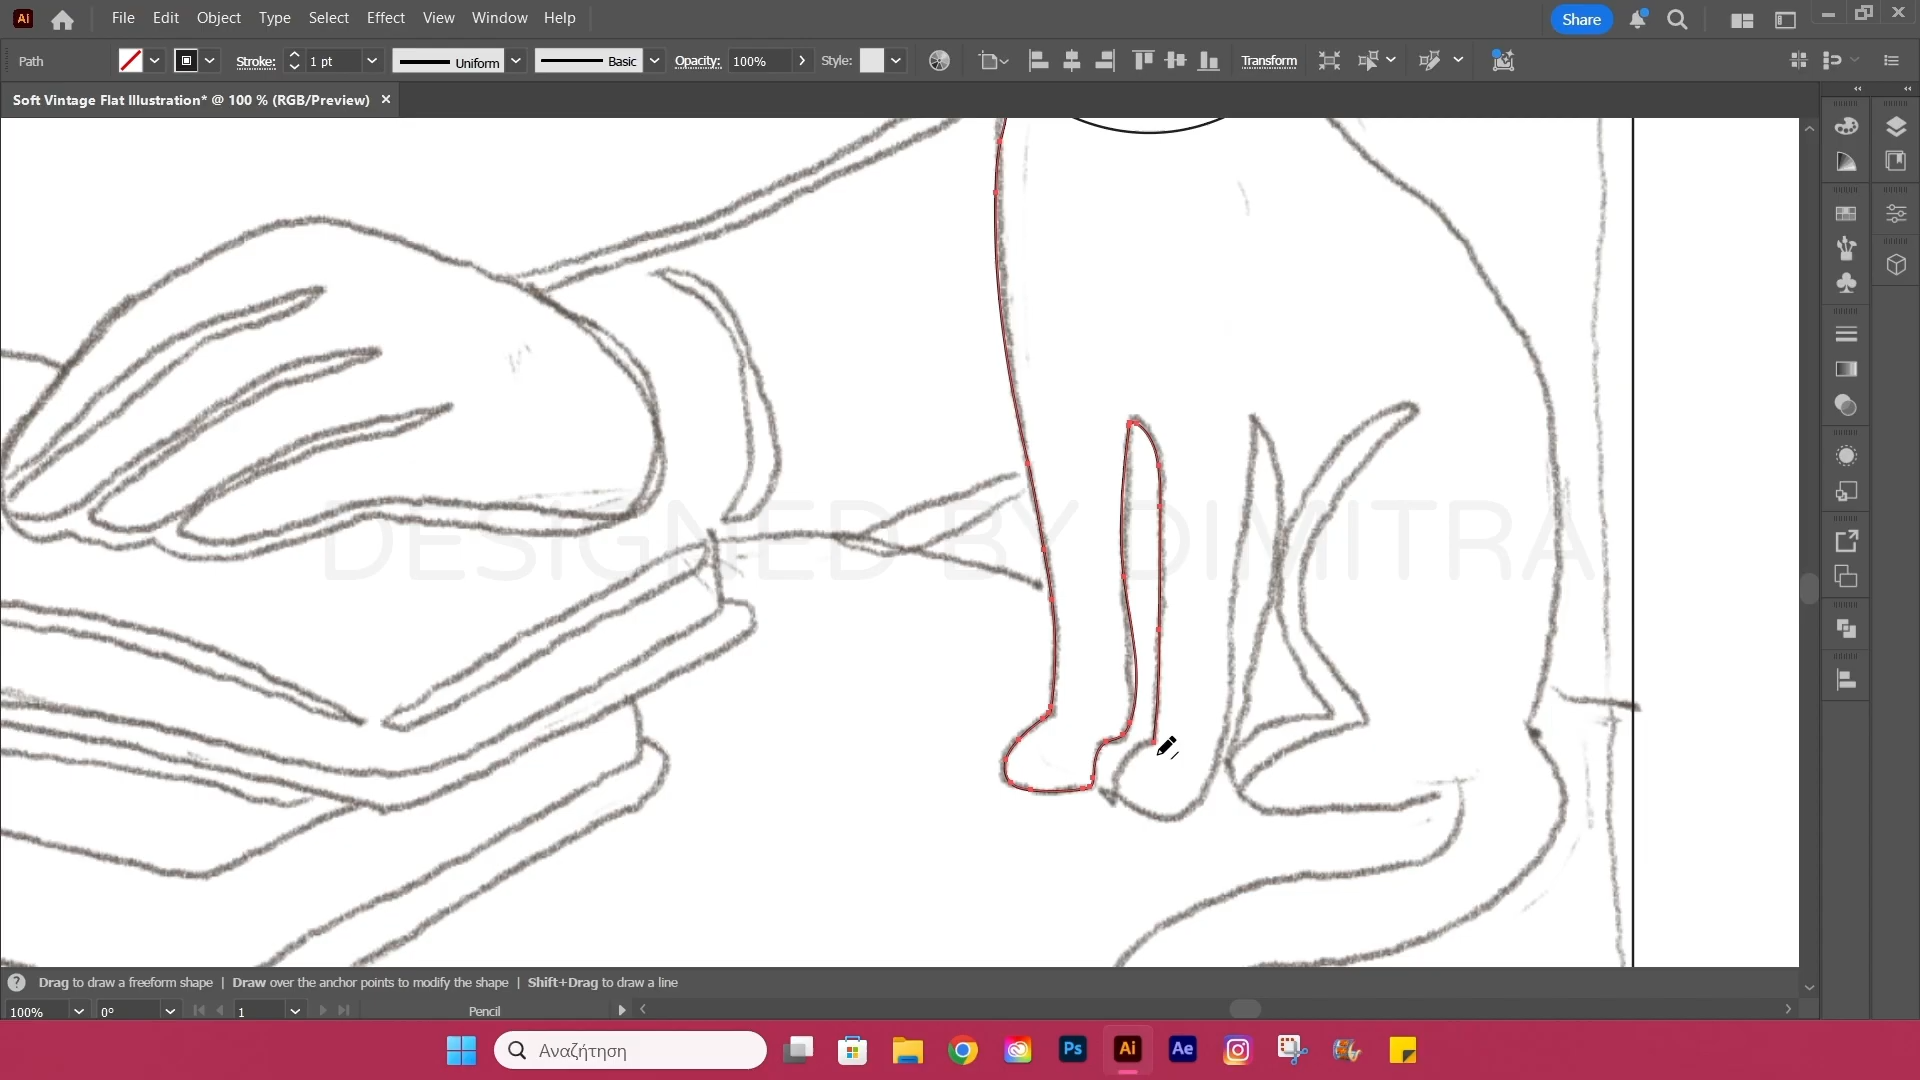 Ai File Edit Object Type Select Effect View Window Help Share
Path Stroke: 1 pt Uniform Basic Opacity: 100% Style: Transform
Soft Vintage Flat Illustration* @ 100 % (RGB/Preview) ×
DESIGNED BY DIMITRA
? Drag to draw a freeform shape | Draw over the anchor points to modify the shape | Shift+Drag to draw a line
100% 0° 1 Pencil
Αναζήτηση Ps Ai Ae